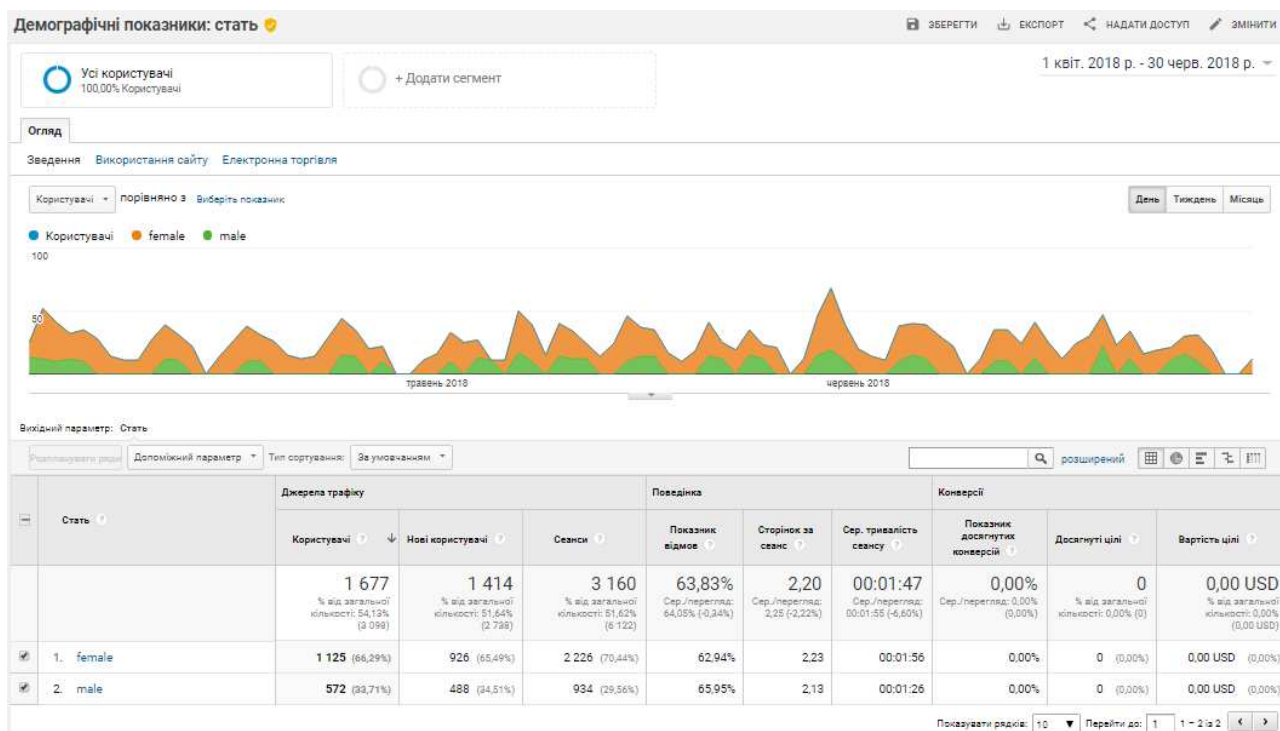 Демографічні показники: стать
ЗБЕРЕГТИ ЕКСПОРТ НАДАТИ ДОСТУП ЗМІНИТИ
Усі користувачі
100,00% Користувачі
+ Додати сегмент
1 квіт. 2018 р. - 30 черв. 2018 р.
Огляд
Зведення Використання сайту Електронна торгівля
Користувачі порівняно з Виберіть показник
День Тиждень Місяць
Користувачі female male
100
50
травень 2018 червень 2018
Вихідний параметр: Стать
Допоміжний параметр Тип сортування: За умовчанням розширений
Джерела трафіку Поведінка Конверсії
Стать ? Користувачі ? Нові користувачі ? Сеанси ? Показник відмов ? Сторінок за сеанс ? Сер. тривалість сеансу ? Показник досягнутих конверсій ? Досягнуті цілі ? Вартість цілі ?
1 677 1 414 3 160 63,83% 2,20 00:01:47 0,00% 0 0,00 USD
% від загальної кількості: 54,13% (3 098) % від загальної кількості: 51,64% (2 738) % від загальної кількості: 51,62% (6 122) Сер./перегляд: 64,05% (-0,34%) Сер./перегляд: 2,25 (-2,22%) Сер./перегляд: 00:01:55 (-6,60%) Сер./перегляд: 0,00% (0,00%) % від загальної кількості: 0,00% (0) % від загальної кількості: 0,00% (0,00 USD)
1. female 1 125 (66,29%) 926 (65,49%) 2 226 (70,44%) 62,94% 2,23 00:01:56 0,00% 0 (0,00%) 0,00 USD (0,00%)
2. male 572 (33,71%) 488 (34,51%) 934 (29,56%) 65,95% 2,13 00:01:26 0,00% 0 (0,00%) 0,00 USD (0,00%)
Показувати рядків: 10 Перейти до: 1 1 – 2 із 2